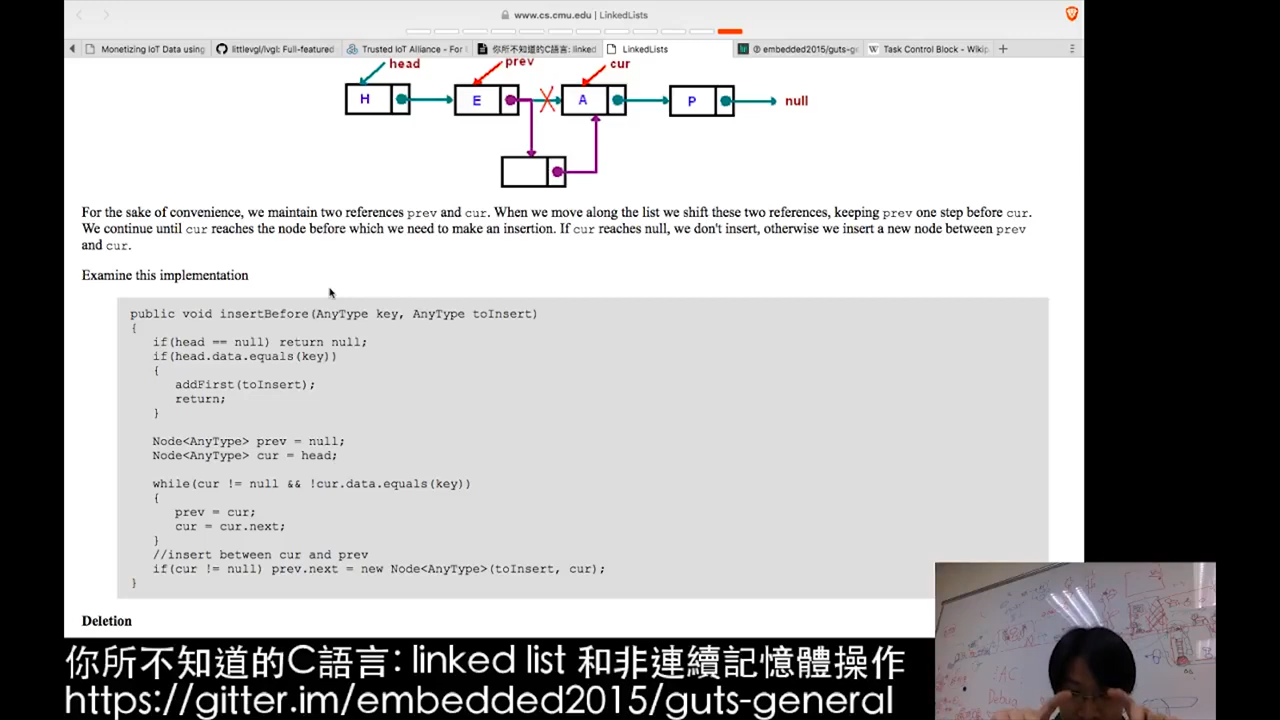 www.cs.cmu.edu | LinkedLists
Monetizing IoT Data using
littlevgl/lvgl: Full-featured
Trusted IoT Alliance - For I
你所不知道的C語言: linked
LinkedLists
embedded2015/guts-g
Task Control Block - Wikip
head
prev
cur
H
E
A
P
null
For the sake of convenience, we maintain two references prev and cur. When we move along the list we shift these two references, keeping prev one step before cur.
We continue until cur reaches the node before which we need to make an insertion. If cur reaches null, we don't insert, otherwise we insert a new node between prev
and cur.
Examine this implementation
public void insertBefore(AnyType key, AnyType toInsert)
{
if(head == null) return null;
if(head.data.equals(key))
{
addFirst(toInsert);
return;
}
Node<AnyType> prev = null;
Node<AnyType> cur = head;
while(cur != null && !cur.data.equals(key))
{
prev = cur;
cur = cur.next;
}
//insert between cur and prev
if(cur != null) prev.next = new Node<AnyType>(toInsert, cur);
}
Deletion
你所不知道的C語言: linked list 和非連續記憶體操作
https://gitter.im/embedded2015/guts-general